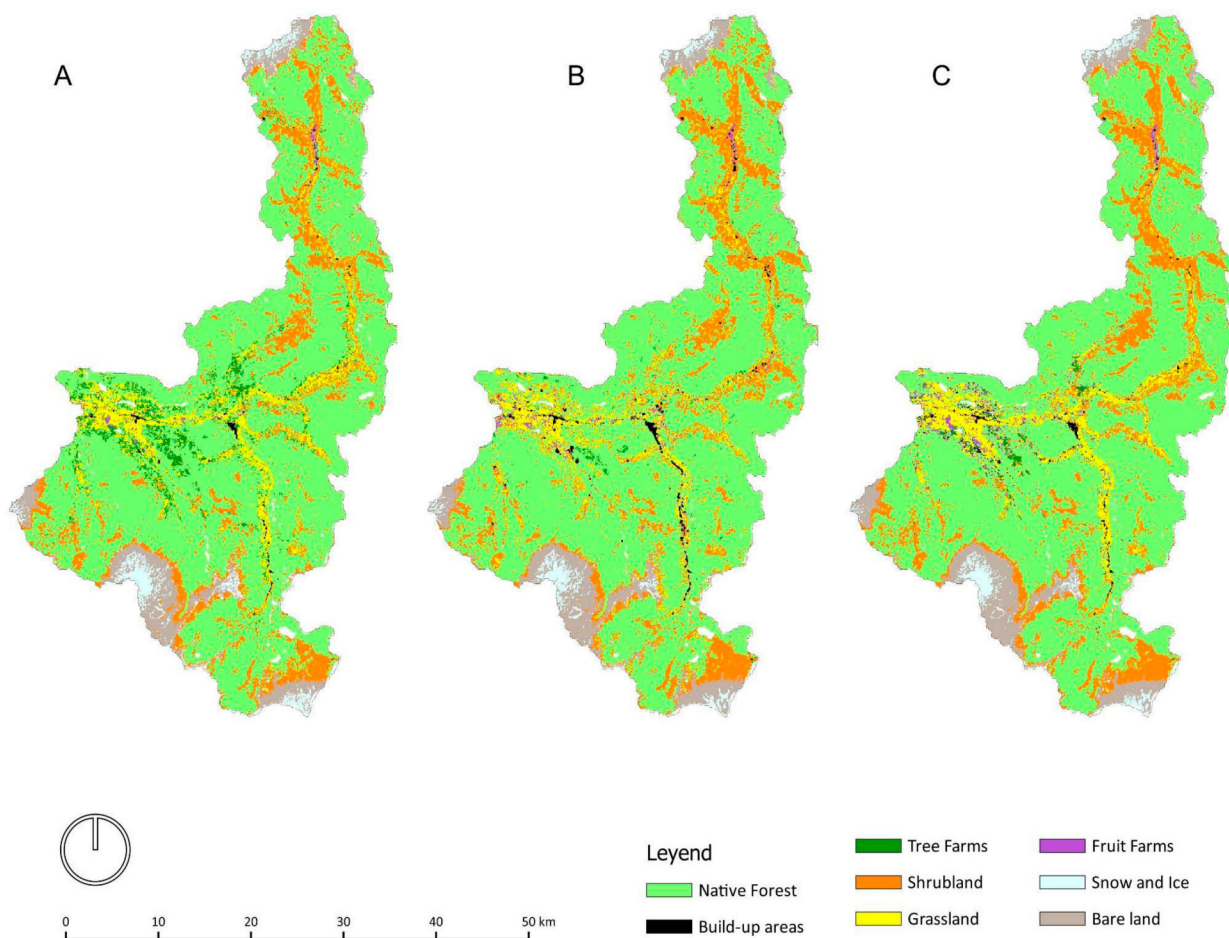 A
B
C
Leyend
Native Forest
Build-up areas
Tree Farms
Shrubland
Grassland
Fruit Farms
Snow and Ice
Bare land
0 10 20 30 40 50 km